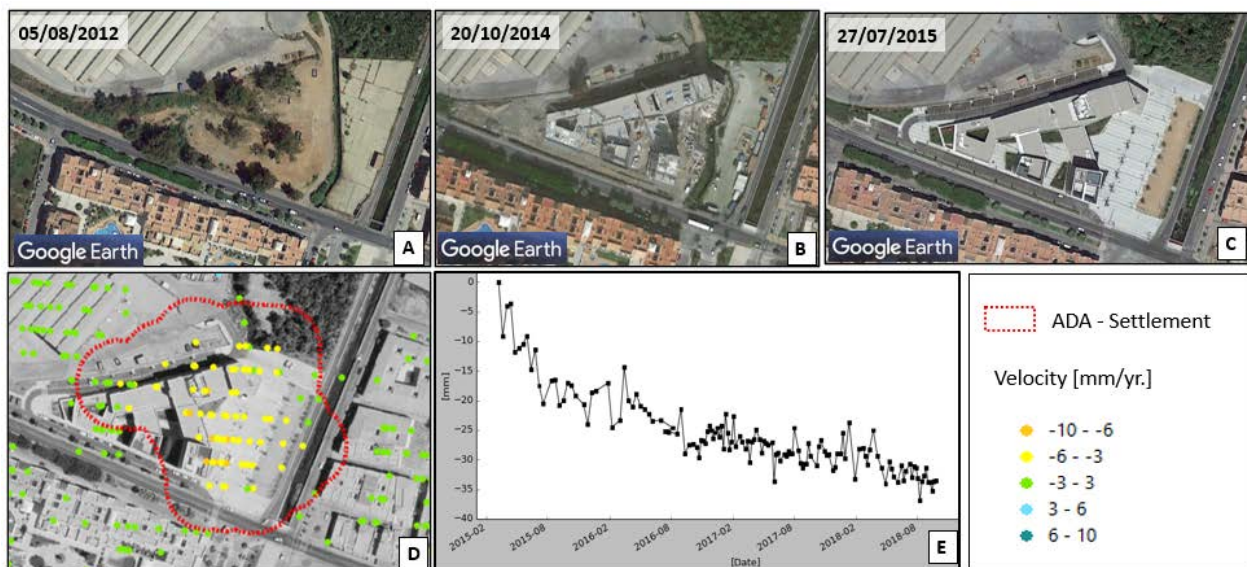 05/08/2012
Google Earth
A
20/10/2014
Google Earth
B
27/07/2015
Google Earth
C
D
0
-5
-10
-15
-20
-25
-30
-35
-40
[mm]
2015-02
2015-08
2016-02
2016-08
2017-02
2017-08
2018-02
2018-08
[Date]
E
ADA - Settlement
Velocity [mm/yr.]
-10 - -6
-6 - -3
-3 - 3
3 - 6
6 - 10